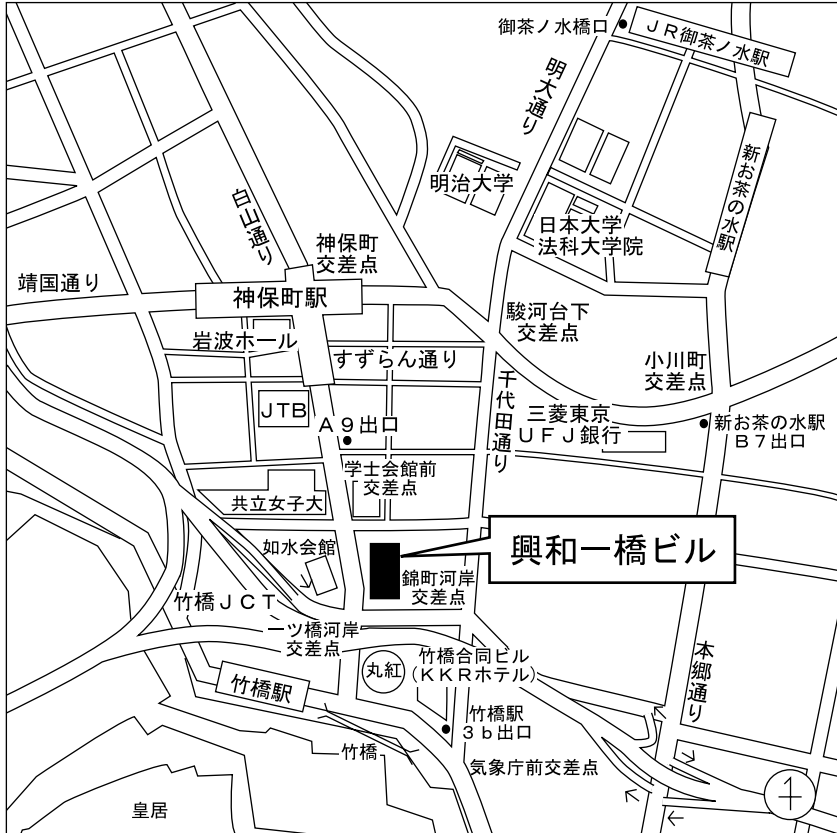 御茶ノ水橋口
ＪＲ御茶ノ水駅
明大通り
新お茶の水駅
明治大学
白山通り
日本大学
法科大学院
神保町
交差点
靖国通り
神保町駅
駿河台下
交差点
岩波ホール
すずらん通り
小川町
交差点
千代田通り
JTB
Ａ９出口
三菱東京
ＵＦＪ銀行
新お茶の水駅
Ｂ７出口
学士会館前
交差点
共立女子大
興和一橋ビル
如水会館
錦町河岸
交差点
竹橋ＪＣＴ
一ツ橋河岸
交差点
本郷通り
竹橋合同ビル
(ＫＫＲホテル)
丸紅
竹橋駅
竹橋駅
３ｂ出口
竹橋
気象庁前交差点
皇居